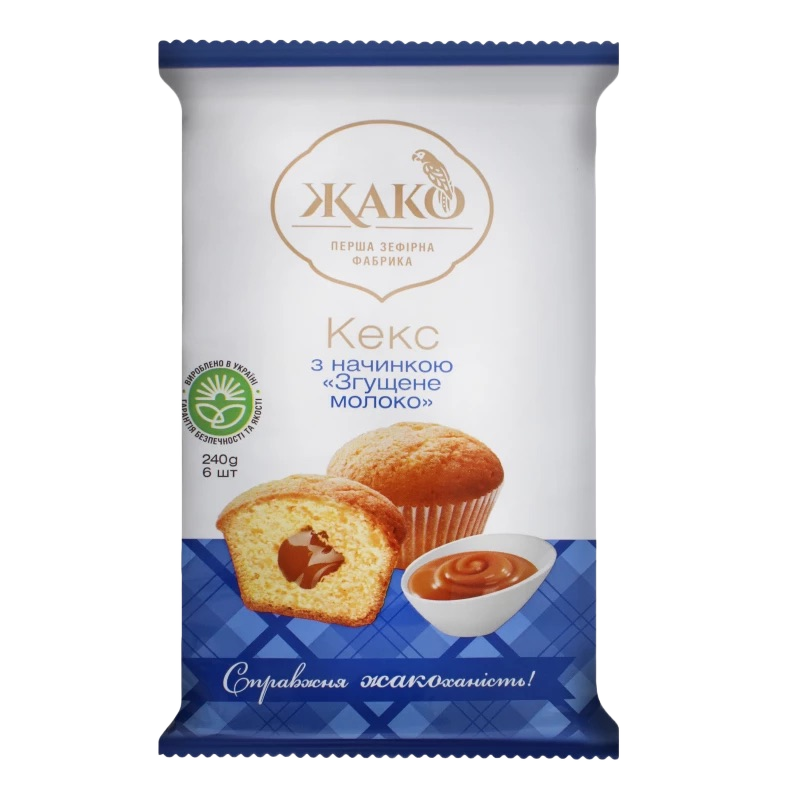 ЖАКО
ПЕРША ЗЕФІРНА
ФАБРИКА
Кекс
з начинкою
«Згущене
молоко»
ВИРОБЛЕНО В УКРАЇНІ
ГАРАНТІЯ БЕЗПЕЧНОСТІ ТА ЯКОСТІ
240g
6 шт
Справжня жакоханість!